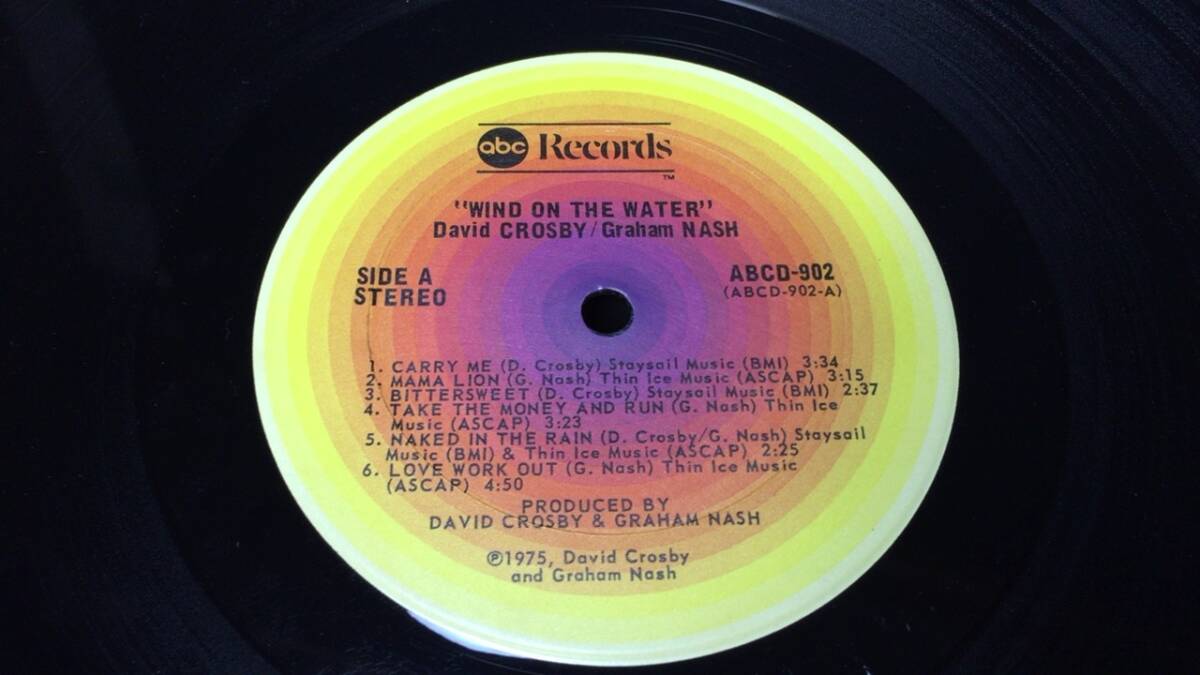 abc Records
TM
"WIND ON THE WATER"
David CROSBY/Graham NASH
SIDE A
STEREO
ABCD-902
(ABCD-902-A)
1. CARRY ME (D. Crosby) Staysail Music (BMI) 3:34
2. MAMA LION (G. Nash) Thin Ice Music (ASCAP) 3:15
3. BITTERSWEET (D. Crosby) Staysail Music (BMI) 2:37
4. TAKE THE MONEY AND RUN (G. Nash) Thin Ice
Music (ASCAP) 3:23
5. NAKED IN THE RAIN (D. Crosby/G. Nash) Staysail
Music (BMI) & Thin Ice Music (ASCAP) 2:25
6. LOVE WORK OUT (G. Nash) Thin Ice Music
(ASCAP) 4:50
PRODUCED BY
DAVID CROSBY & GRAHAM NASH
℗1975, David Crosby
and Graham Nash